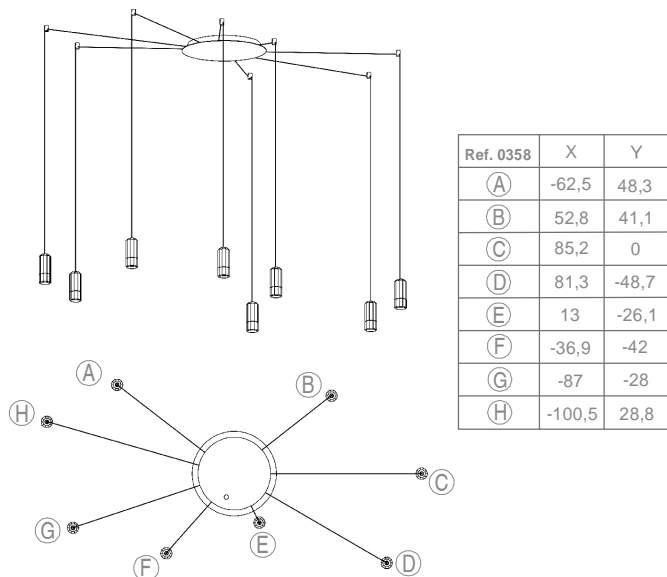 Ref. 0358 X Y
A -62,5 48,3
B 52,8 41,1
C 85,2 0
D 81,3 -48,7
E 13 -26,1
F -36,9 -42
G -87 -28
H -100,5 28,8
A
B
H
C
G
E
F
D